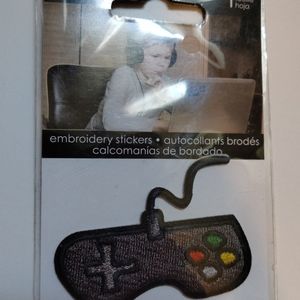 hoja
embroidery stickers • autocollants brodés
calcomanías de bordado